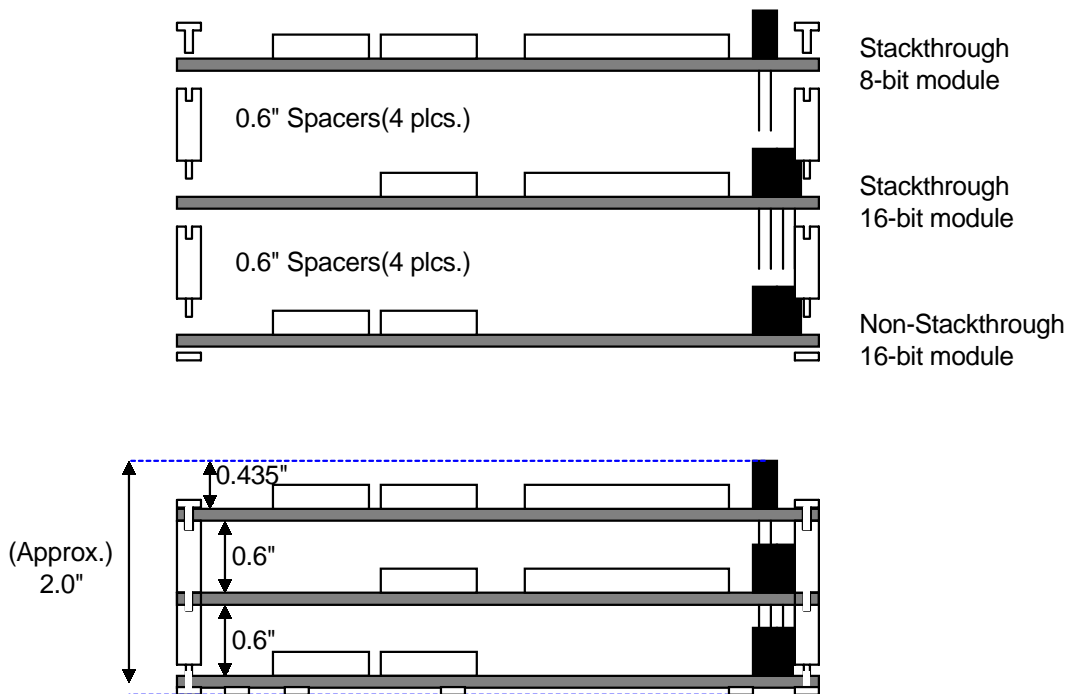 Stackthrough
8-bit module
0.6" Spacers(4 plcs.)
Stackthrough
16-bit module
0.6" Spacers(4 plcs.)
Non-Stackthrough
16-bit module
0.435"
(Approx.)
2.0"
0.6"
0.6"